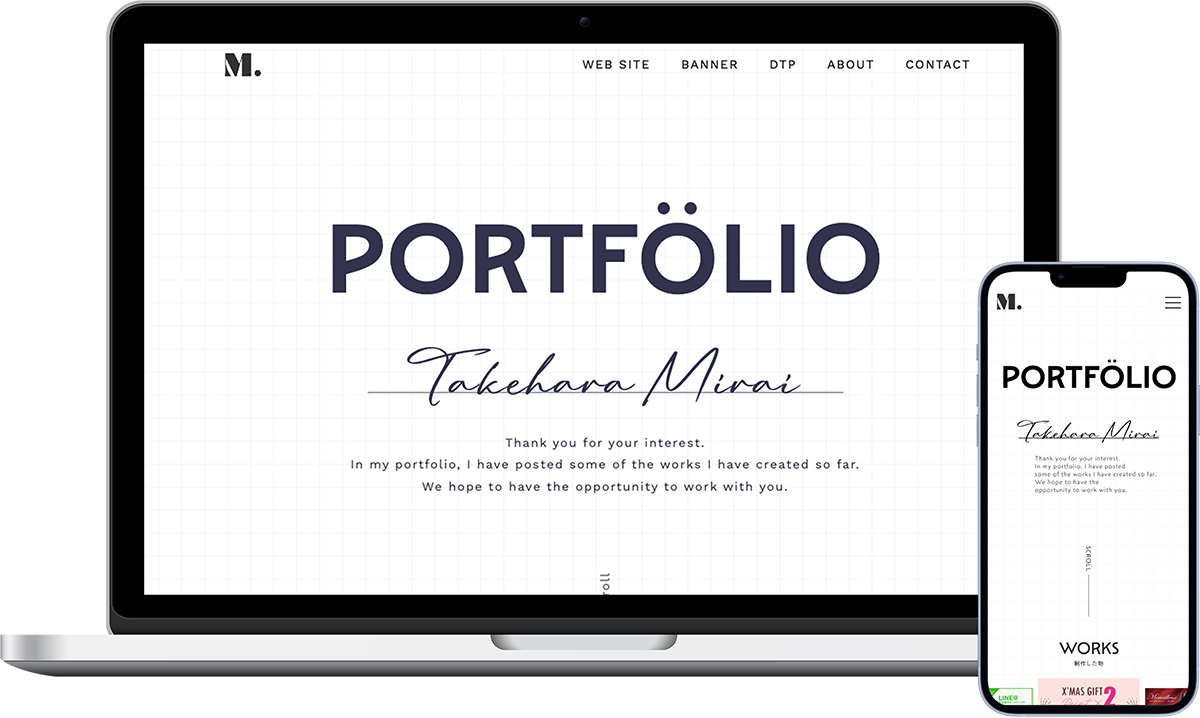 M.
WEB SITE BANNER DTP ABOUT CONTACT
PORTFÖLIO
Takehara Mirai
Thank you for your interest.
In my portfolio, I have posted some of the works I have created so far.
We hope to have the opportunity to work with you.
roll
M.
PORTFÖLIO
Takehara Mirai
Thank you for your interest.
In my portfolio, I have posted
some of the works I have created so far.
We hope to have the
opportunity to work with you.
SCROLL
WORKS
制作した物
LINE@
X'MAS GIFT
2